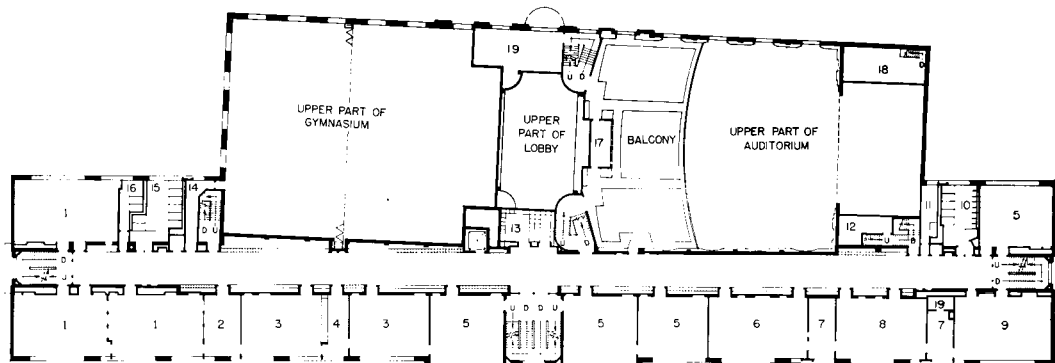 19
18
UPPER PART OF
GYMNASIUM
UPPER
PART OF
LOBBY
17
BALCONY
UPPER PART OF
AUDITORIUM
U D
1
16
15
14
D U
13
D
12
U
D
11
10
5
D
U
D
U
1
1
2
3
4
3
5
U D D U
5
5
6
7
8
19
7
9